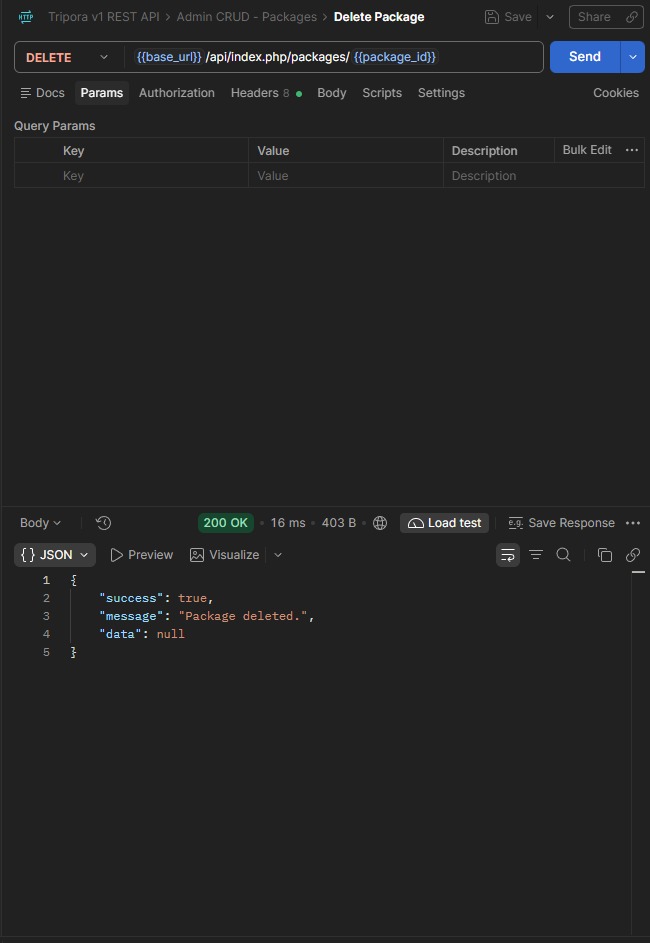 HTTP Tripora v1 REST API > Admin CRUD - Packages > Delete Package Save Share
DELETE {{base_url}} /api/index.php/packages/ {{package_id}} Send
Docs Params Authorization Headers 8 Body Scripts Settings Cookies
Query Params
Key Value Description Bulk Edit ...
Key Value Description
Body 200 OK • 16 ms • 403 B • Load test e.g. Save Response ...
{} JSON Preview Visualize
1 {
2 "success": true,
3 "message": "Package deleted.",
4 "data": null
5 }